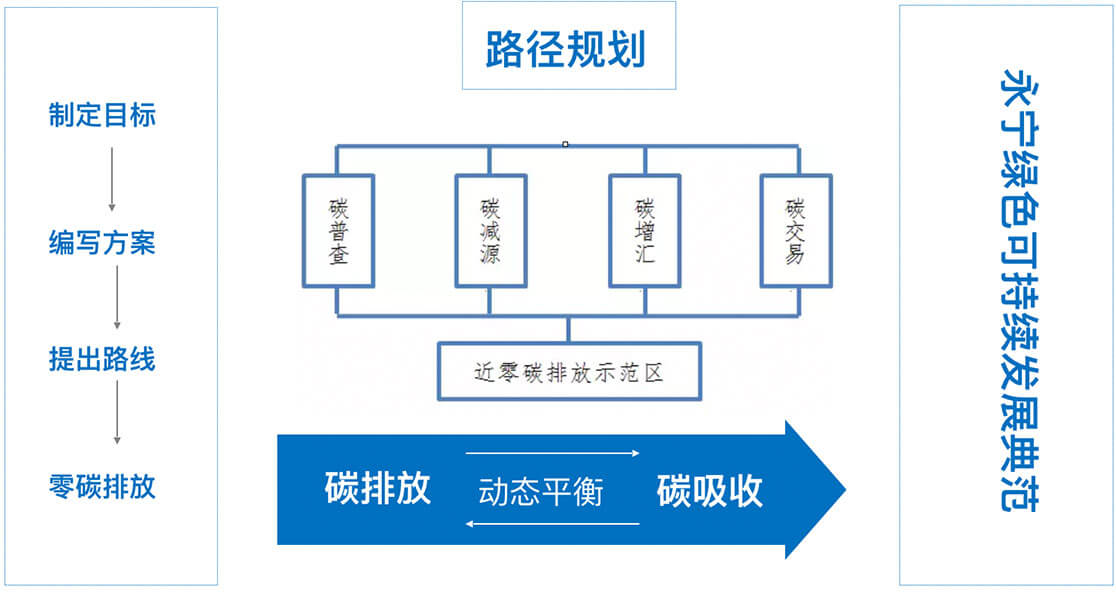 路径规划
制定目标
编写方案
提出路线
零碳排放
碳普查
碳减源
碳增汇
碳交易
近零碳排放示范区
碳排放
动态平衡
碳吸收
永宁绿色可持续发展典范